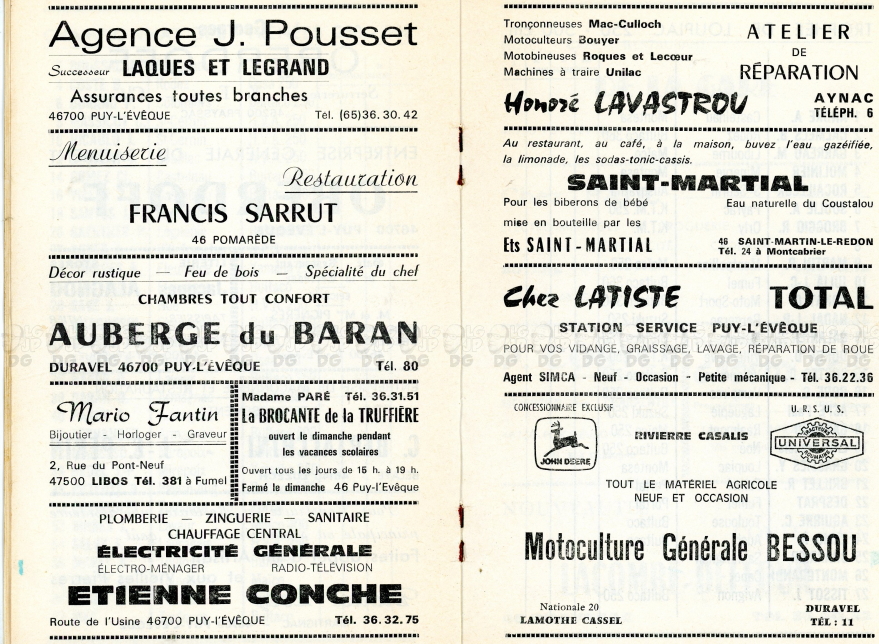 Agence J. Pousset
Successeur LAQUES ET LEGRAND
Assurances toutes branches
46700 PUY-L'ÉVÊQUE Tel. (65)36.30.42
Menuiserie
Restauration
FRANCIS SARRUT
46 POMARÈDE
Décor rustique — Feu de bois — Spécialité du chef
CHAMBRES TOUT CONFORT
AUBERGE du BARAN
DURAVEL 46700 PUY-L'ÉVÊQUE Tél. 80
Mario Fantin
Bijoutier - Horloger - Graveur
2, Rue du Pont-Neuf
47500 LIBOS Tél. 381 à Fumel
Madame PARÉ Tél. 36.31.51
La BROCANTE de la TRUFFIÈRE
ouvert le dimanche pendant
les vacances scolaires
Ouvert tous les jours de 15 h. à 19 h.
Fermé le dimanche 46 Puy-l'Evêque
PLOMBERIE — ZINGUERIE — SANITAIRE
CHAUFFAGE CENTRAL
ÉLECTRICITÉ GÉNÉRALE
ÉLECTRO-MÉNAGER RADIO-TÉLÉVISION
ETIENNE CONCHE
Route de l'Usine 46700 PUY-l'ÉVÊQUE Tél. 36.32.75
Tronçonneuses Mac-Culloch
Motoculteurs Bouyer
Motobineuses Roques et Lecœur
Machines à traire Unilac
ATELIER
DE
RÉPARATION
Honoré LAVASTROU
AYNAC
TÉLÉPH. 6
Au restaurant, au café, à la maison, buvez l'eau gazéifiée,
la limonade, les sodas-tonic-cassis.
SAINT-MARTIAL
Pour les biberons de bébé Eau naturelle du Coustalou
mise en bouteille par les
Ets SAINT-MARTIAL
46 SAINT-MARTIN-LE-REDON
Tél. 24 à Montcabrier
Chez LATISTE TOTAL
STATION SERVICE PUY-L'ÉVÊQUE
POUR VOS VIDANGE, GRAISSAGE, LAVAGE, RÉPARATION DE ROUE
Agent SIMCA - Neuf - Occasion - Petite mécanique - Tél. 36.22.36
CONCESSIONNAIRE EXCLUSIF
JOHN DEERE
RIVIERRE CASALIS
U.R.S.U.S.
TRACTEUR
UNIVERSAL
ROUMAINE
TOUT LE MATÉRIEL AGRICOLE
NEUF ET OCCASION
Motoculture Générale BESSOU
Nationale 20
LAMOTHE CASSEL
DURAVEL
TÉL : 11